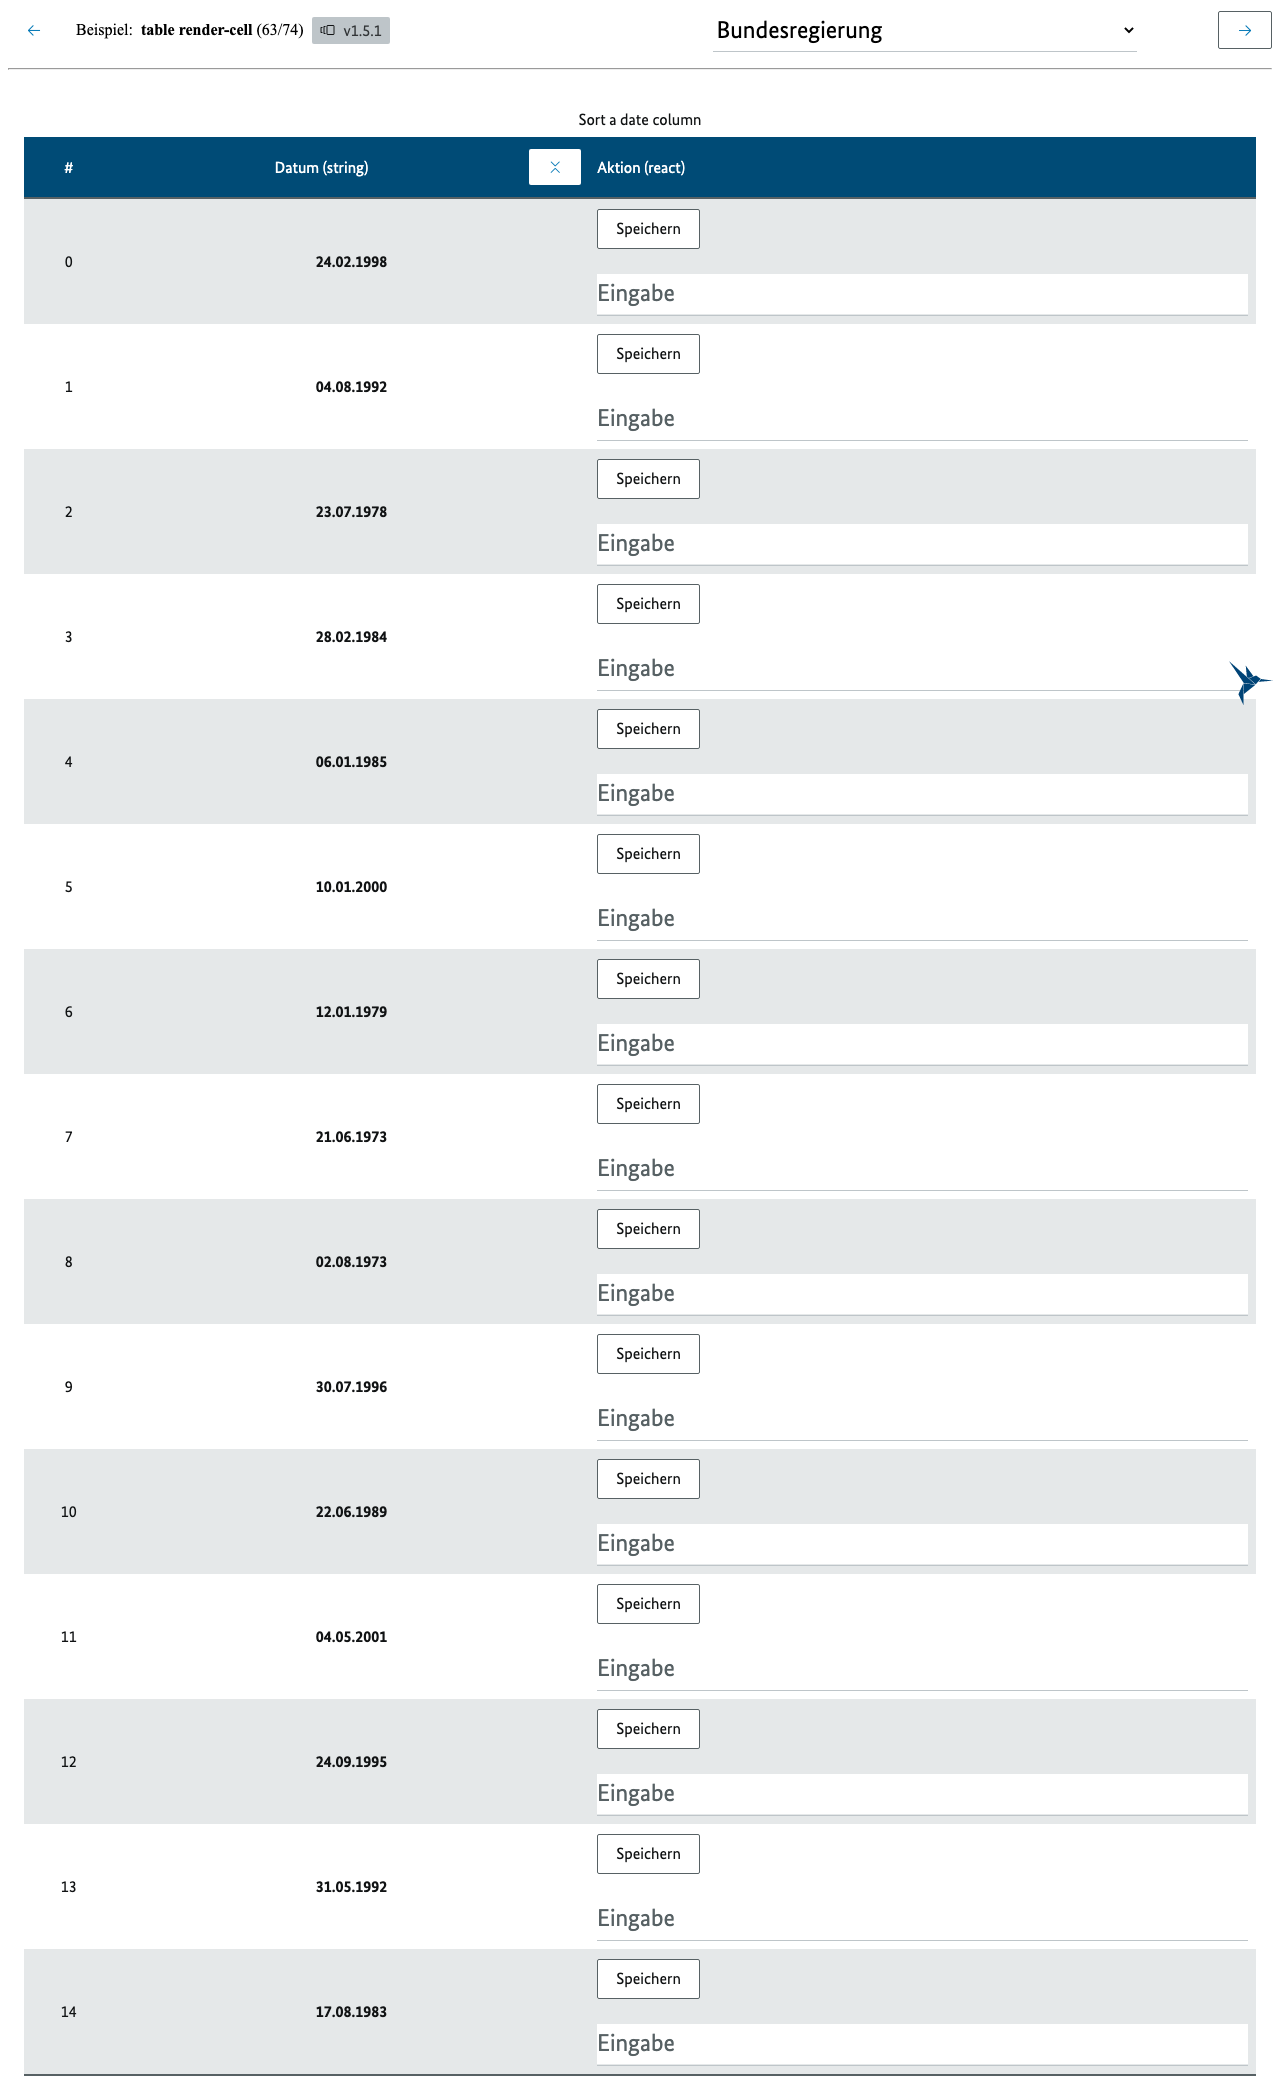 Beispiel: table render-cell (63/74) v1.5.1 Bundesregierung
Sort a date column
# Datum (string) Aktion (react)
Speichern
0 24.02.1998
Eingabe
Speichern
1 04.08.1992
Eingabe
Speichern
2 23.07.1978
Eingabe
Speichern
3 28.02.1984
Eingabe
Speichern
4 06.01.1985
Eingabe
Speichern
5 10.01.2000
Eingabe
Speichern
6 12.01.1979
Eingabe
Speichern
7 21.06.1973
Eingabe
Speichern
8 02.08.1973
Eingabe
Speichern
9 30.07.1996
Eingabe
Speichern
10 22.06.1989
Eingabe
Speichern
11 04.05.2001
Eingabe
Speichern
12 24.09.1995
Eingabe
Speichern
13 31.05.1992
Eingabe
Speichern
14 17.08.1983
Eingabe